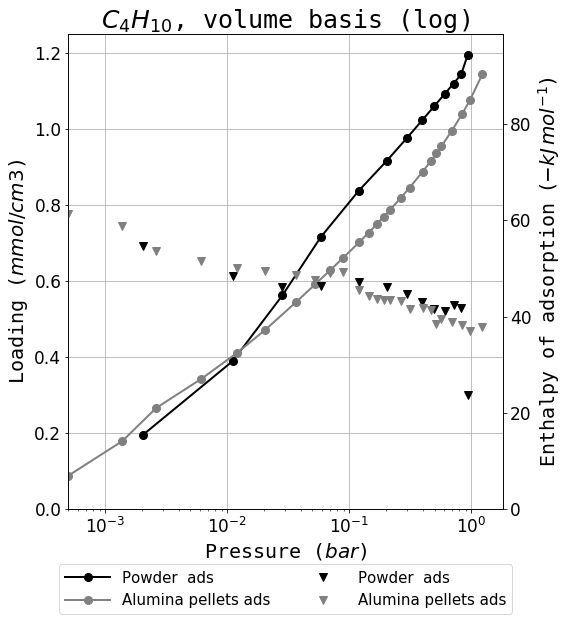 C₄H₁₀, volume basis (log)
1.2
1.0
0.8
0.6
0.4
0.2
0.0
Loading (mmol/cm3)
80
60
40
20
0
Enthalpy of adsorption (−kJ mol⁻¹)
10⁻³ 10⁻² 10⁻¹ 10⁰
Pressure (bar)
Powder ads Powder ads
Alumina pellets ads Alumina pellets ads